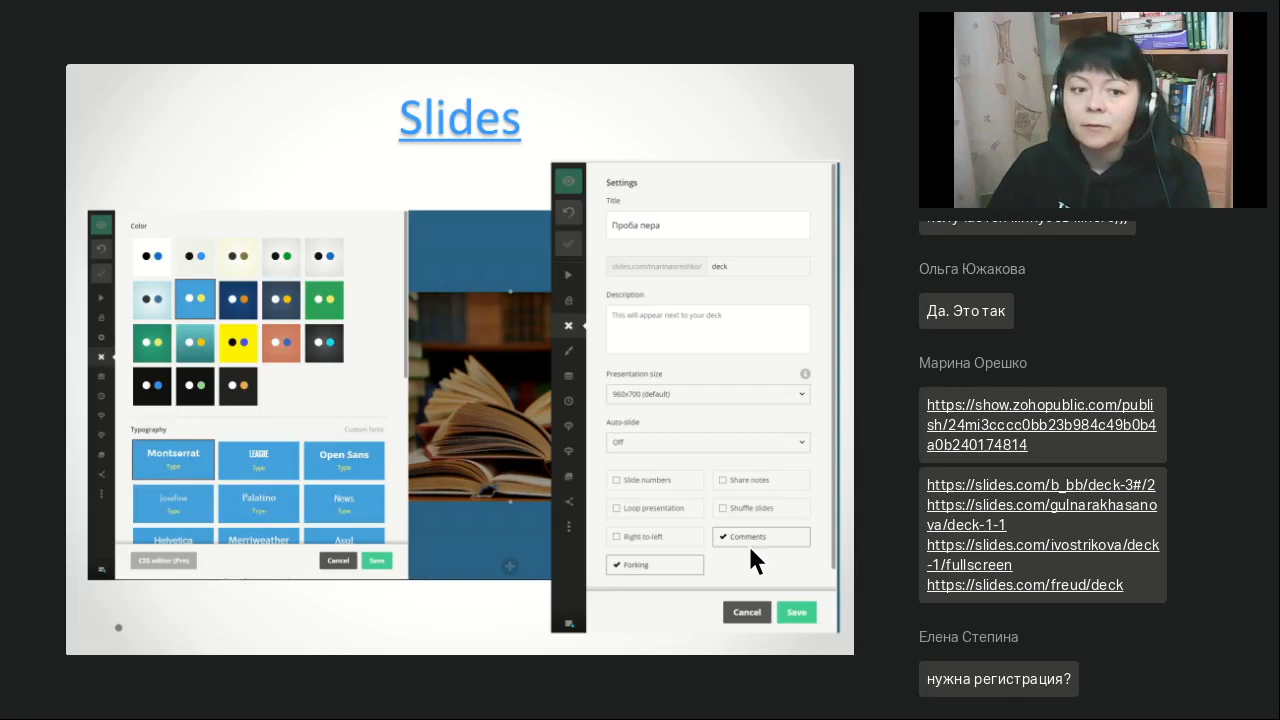 Slides
Color
Typography
Custom fonts
Montserrat
Type
LEAGUE
Type
Open Sans
Type
Josefine
Type
Palatino
Type
News
Type
Helvetica
Merriweather
Asul
CSS editor (Pro)
Cancel
Save
Settings
Title
Проба пера
slides.com/marinaoreshko/
deck
Description
This will appear next to your deck
Presentation size
960x700 (default)
Auto-slide
Off
Slide numbers
Share notes
Loop presentation
Shuffle slides
Right-to-left
Comments
Forking
Cancel
Save
Ольга Южакова
Да. Это так
Марина Орешко
https://show.zohopublic.com/publi
sh/24mi3cccc0bb23b984c49b0b4
a0b240174814
https://slides.com/b_bb/deck-3#/2
https://slides.com/gulnarakhasano
va/deck-1-1
https://slides.com/ivostrikova/deck
-1/fullscreen
https://slides.com/freud/deck
Елена Степина
нужна регистрация?